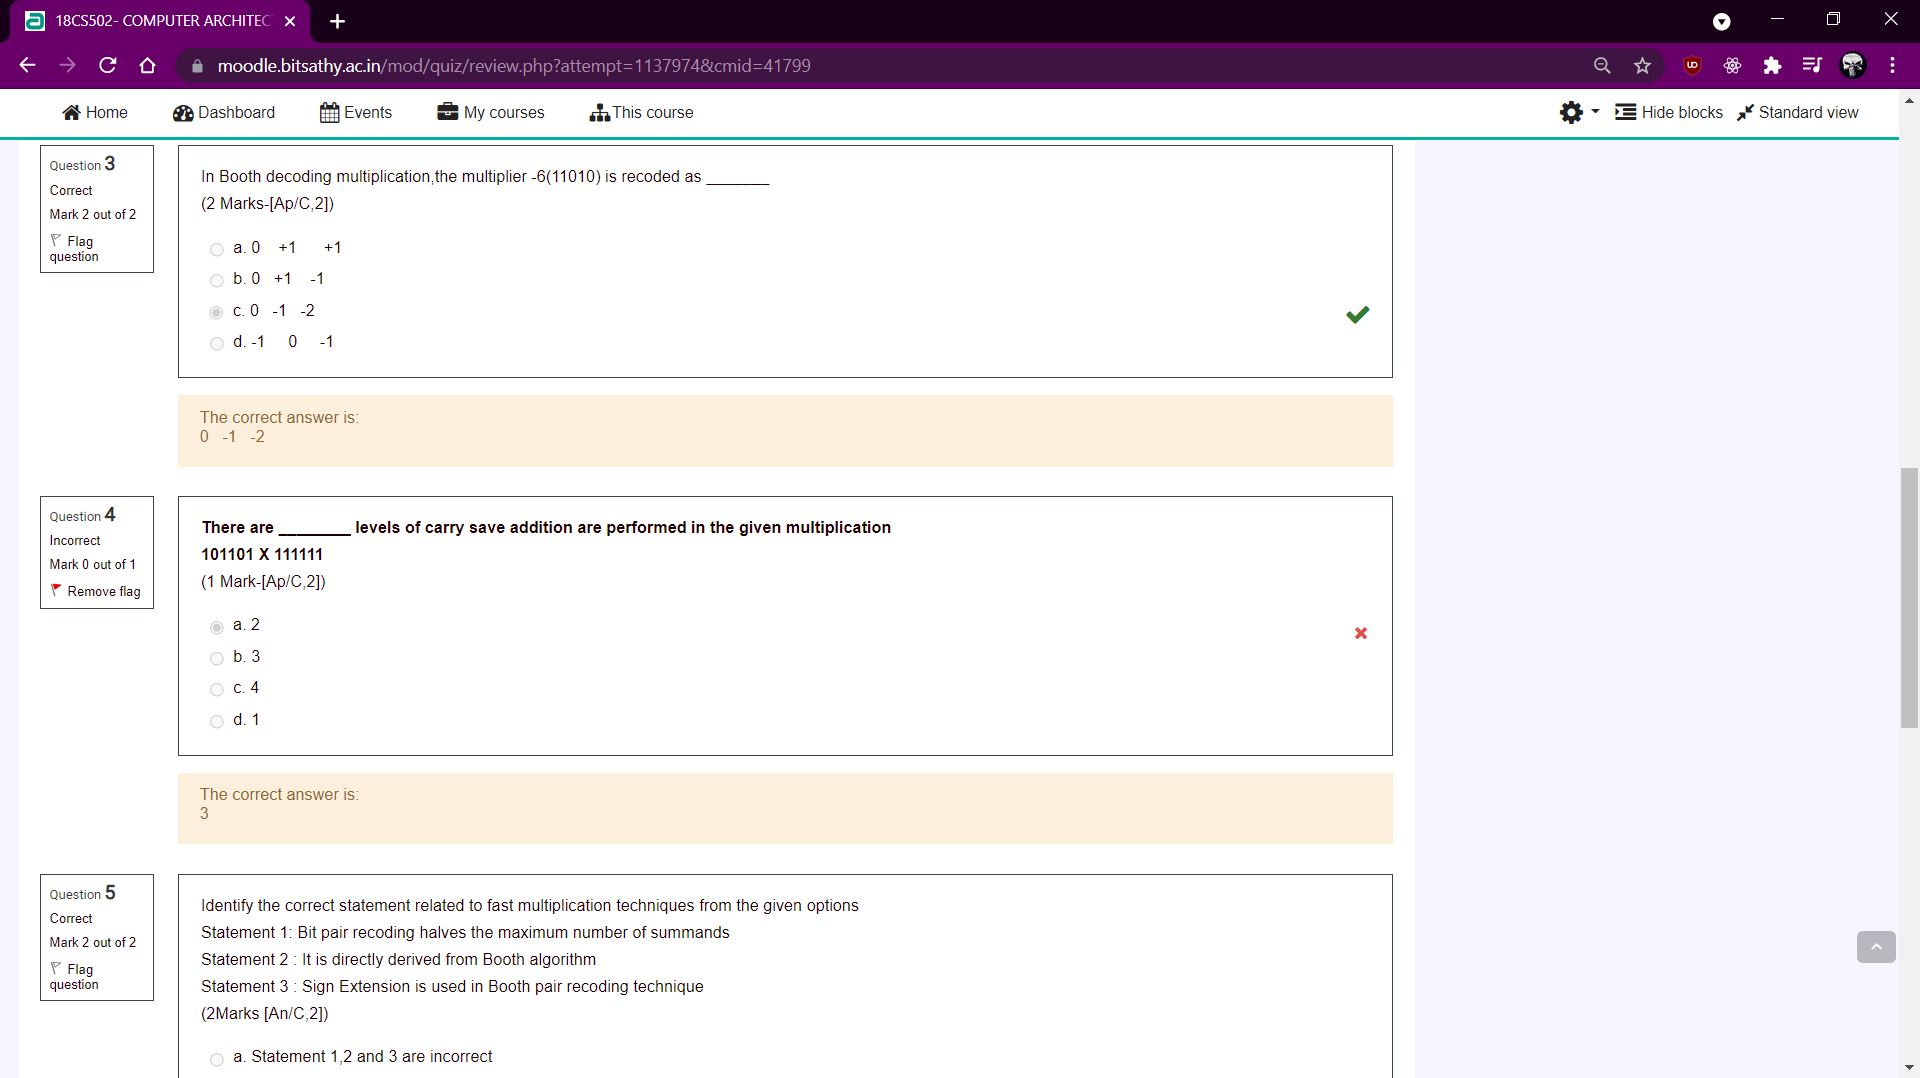 18CS502- COMPUTER ARCHITEC
moodle.bitsathy.ac.in/mod/quiz/review.php?attempt=1137974&cmid=41799
Home
Dashboard
Events
My courses
This course
Hide blocks
Standard view
Question 3
Correct
Mark 2 out of 2
Flag
question
In Booth decoding multiplication,the multiplier -6(11010) is recoded as _______
(2 Marks-[Ap/C,2])
a. 0 +1 +1
b. 0 +1 -1
c. 0 -1 -2
d. -1 0 -1
The correct answer is:
0 -1 -2
Question 4
Incorrect
Mark 0 out of 1
Remove flag
There are ________ levels of carry save addition are performed in the given multiplication
101101 X 111111
(1 Mark-[Ap/C,2])
a. 2
b. 3
c. 4
d. 1
The correct answer is:
3
Question 5
Correct
Mark 2 out of 2
Flag
question
Identify the correct statement related to fast multiplication techniques from the given options
Statement 1: Bit pair recoding halves the maximum number of summands
Statement 2 : It is directly derived from Booth algorithm
Statement 3 : Sign Extension is used in Booth pair recoding technique
(2Marks [An/C,2])
a. Statement 1,2 and 3 are incorrect